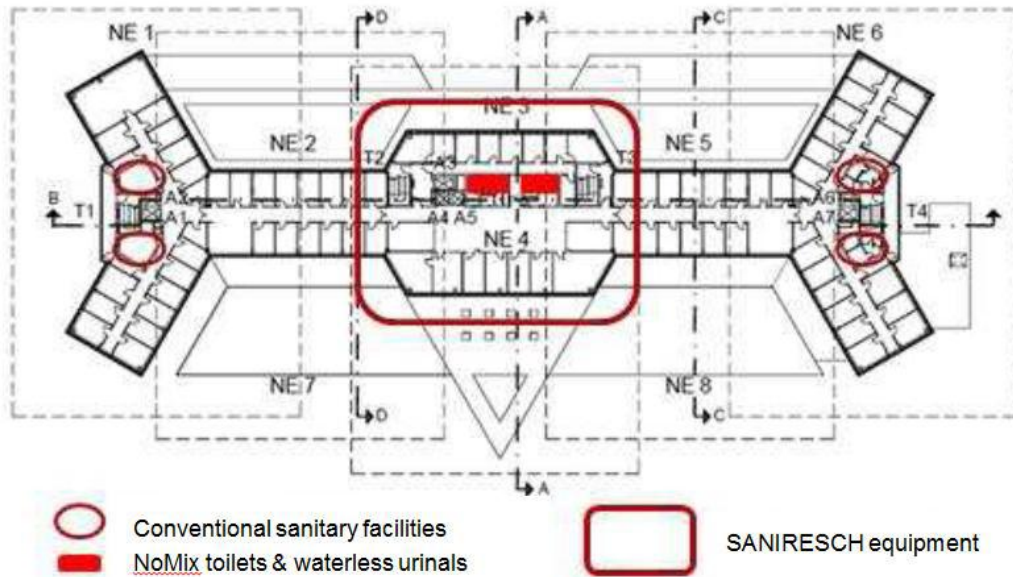 D A C
NE 1 NE 6
NE 3
NE 2 NE 5
T2 A3 T3
B A2 A6
T1 A1 A4 A5 A7 T4
NE 4
NE 7 NE 8
D C
A
Conventional sanitary facilities
NoMix toilets & waterless urinals
SANIRESCH equipment